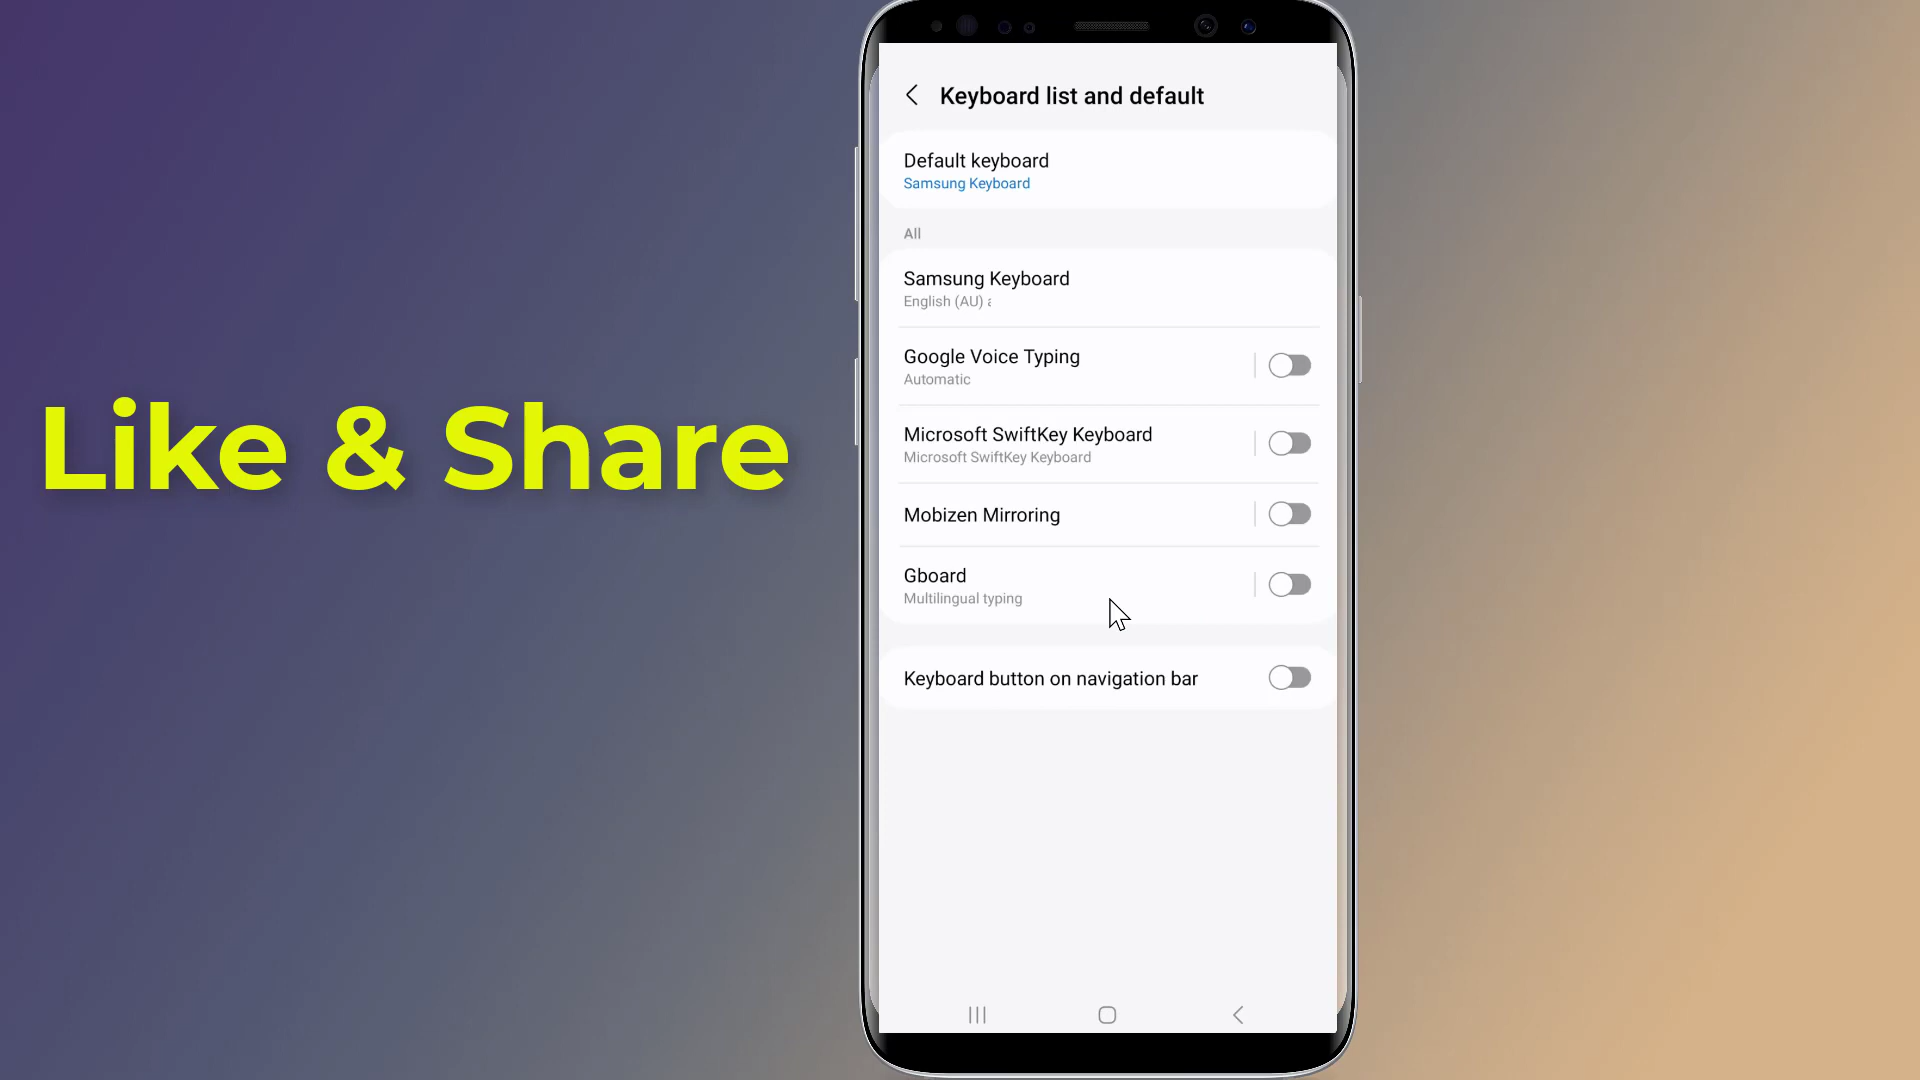 Like & Share
Keyboard list and default
Default keyboard
Samsung Keyboard
All
Samsung Keyboard
English (AU)
Google Voice Typing
Automatic
Microsoft SwiftKey Keyboard
Microsoft SwiftKey Keyboard
Mobizen Mirroring
Gboard
Multilingual typing
Keyboard button on navigation bar